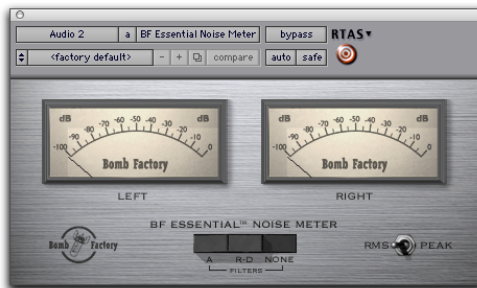 Audio 2 a BF Essential Noise Meter bypass RTAS
<factory default> - + compare auto safe
dB dB
-100 -90 -80 -70 -60 -50 -40 -30 -20 -10 0
Bomb Factory
LEFT
dB dB
-100 -90 -80 -70 -60 -50 -40 -30 -20 -10 0
Bomb Factory
RIGHT
BF ESSENTIAL™ NOISE METER
Bomb Factory
A R-D NONE
FILTERS
RMS PEAK